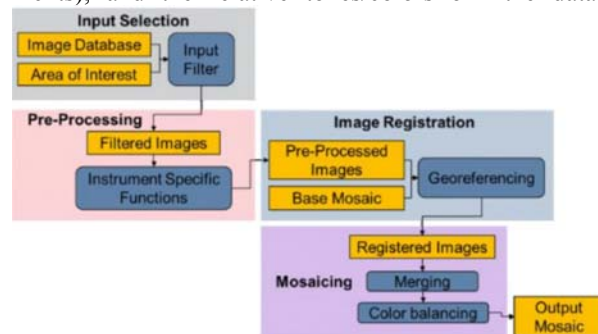 Input Selection
Image Database
Area of Interest
Input
Filter
Pre-Processing
Filtered Images
Instrument Specific
Functions
Image Registration
Pre-Processed
Images
Base Mosaic
Georeferencing
Registered Images
Mosaicing
Merging
Color balancing
Output
Mosaic